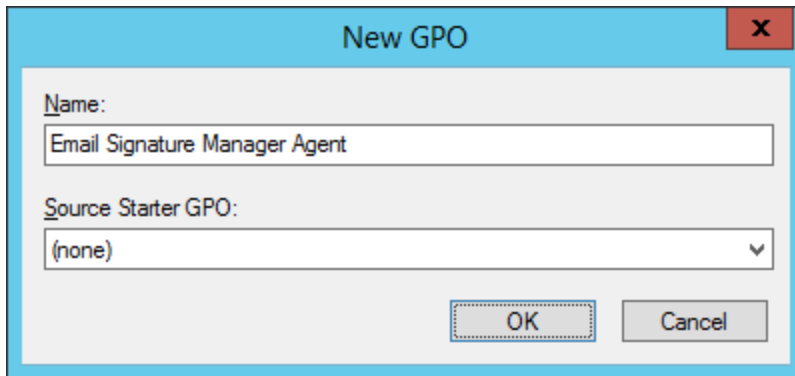 New GPO
x
Name:
Email Signature Manager Agent
Source Starter GPO:
(none)
OK
Cancel